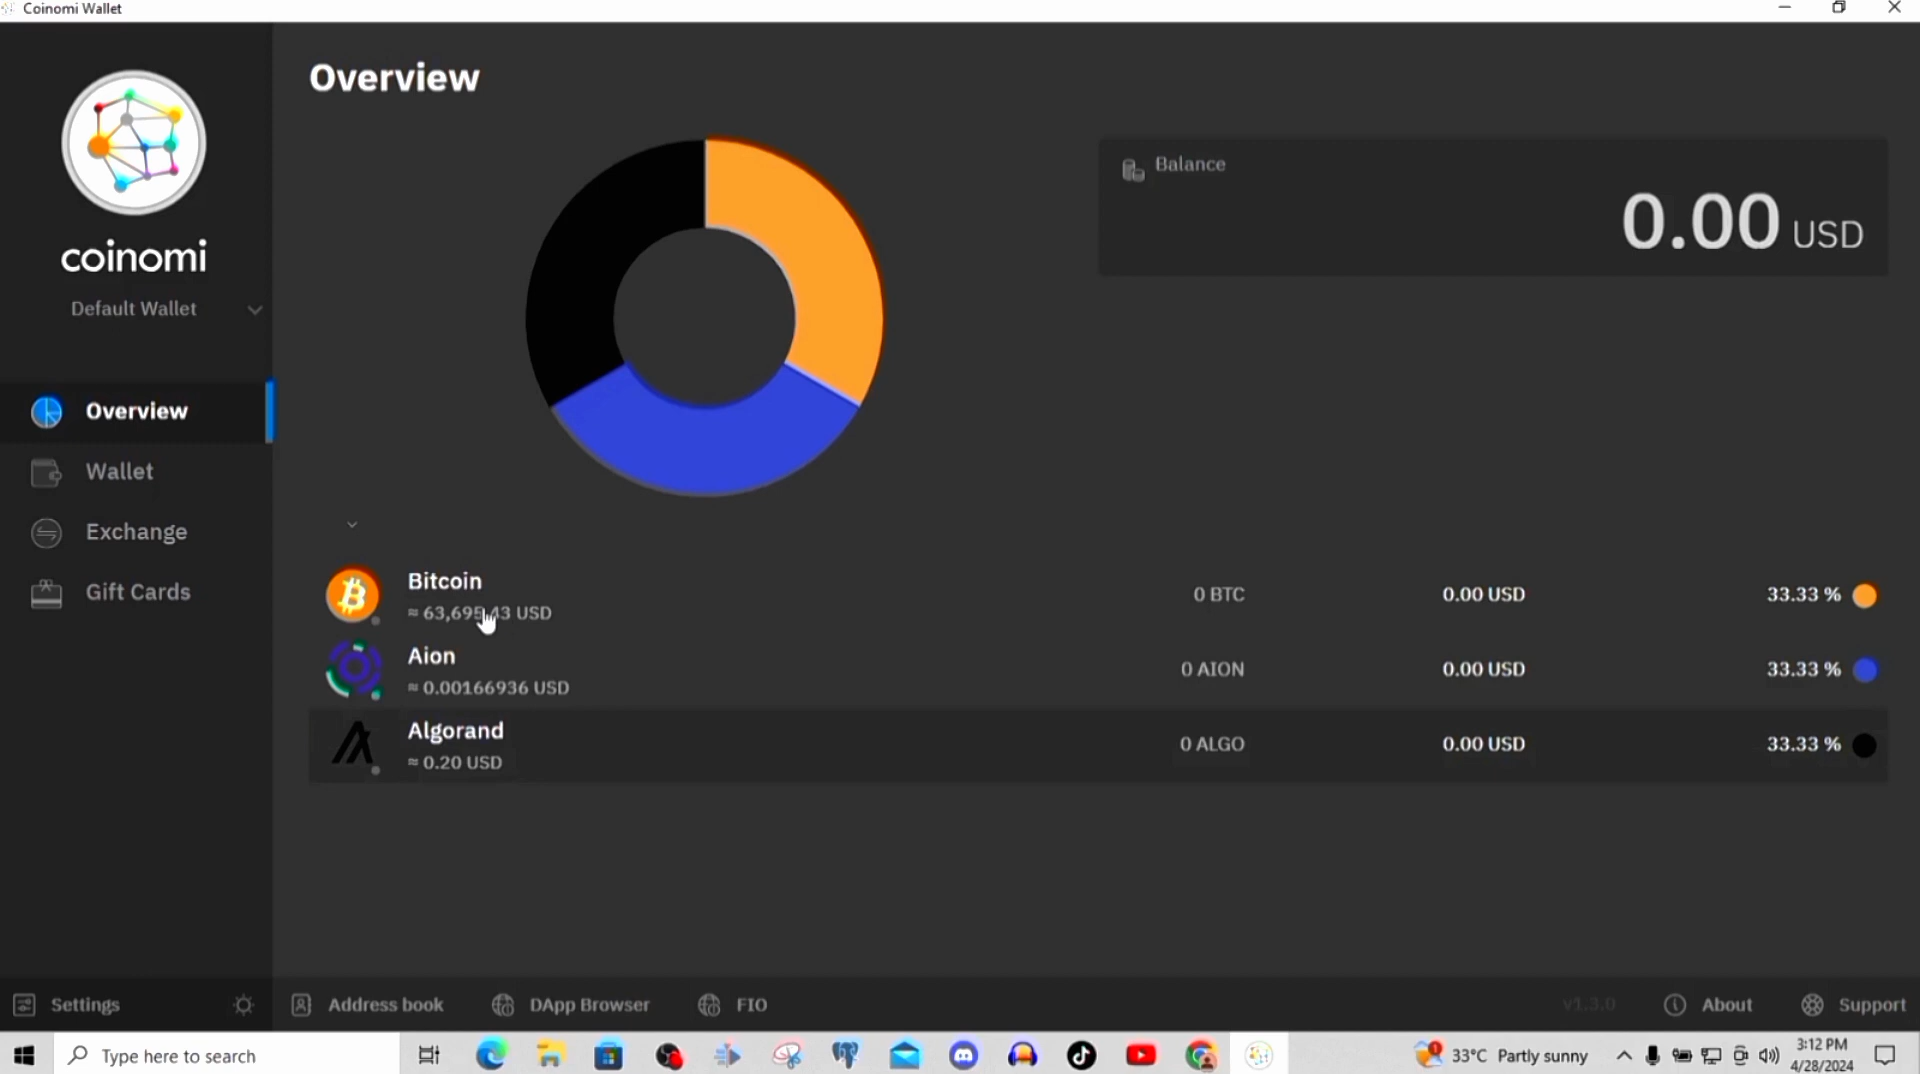 Coinomi Wallet
Overview
Balance
0.00 USD
coinomi
Default Wallet
Overview
Wallet
Exchange
Gift Cards
Bitcoin
0 BTC 0.00 USD 33.33 %
Aion
≈ 0.00166936 USD
0 AION 0.00 USD 33.33 %
Algorand
≈ 0.20 USD
0 ALGO 0.00 USD 33.33 %
Settings Address book DApp Browser FIO v1.3.0 About Support
Type here to search
33°C Partly sunny
3:12 PM
4/28/2024